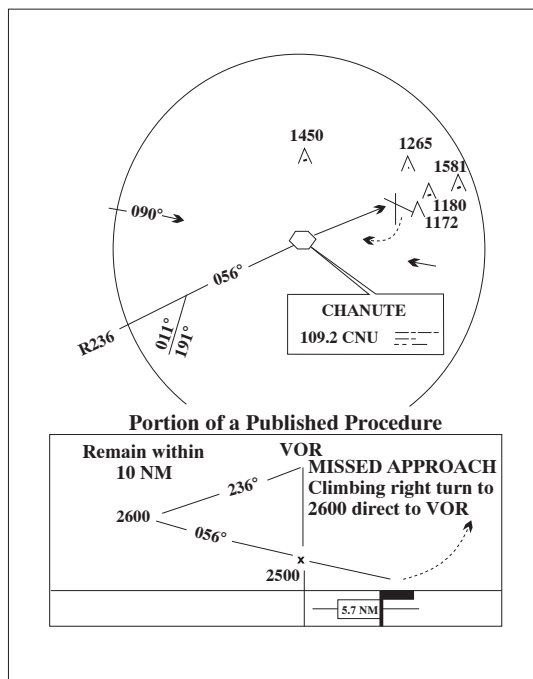 1450
1265
1581
1180
1172
090°
056°
R236
011°
191°
CHANUTE
109.2 CNU
Portion of a Published Procedure
Remain within
10 NM
VOR
MISSED APPROACH
Climbing right turn to
2600 direct to VOR
236°
2600
056°
2500
x
5.7 NM